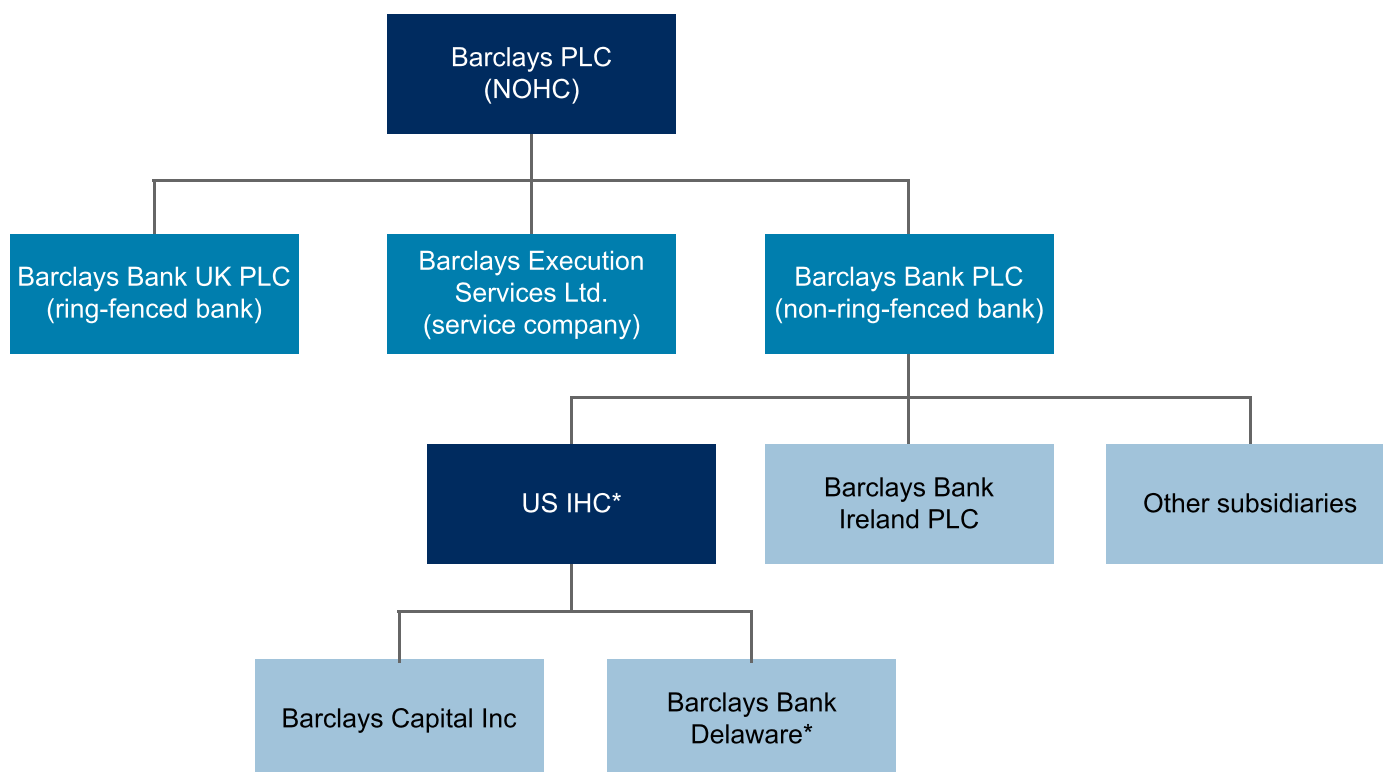 Barclays PLC
(NOHC)
Barclays Bank UK PLC
(ring-fenced bank)
Barclays Execution
Services Ltd.
(service company)
Barclays Bank PLC
(non-ring-fenced bank)
US IHC*
Barclays Bank
Ireland PLC
Other subsidiaries
Barclays Capital Inc
Barclays Bank
Delaware*